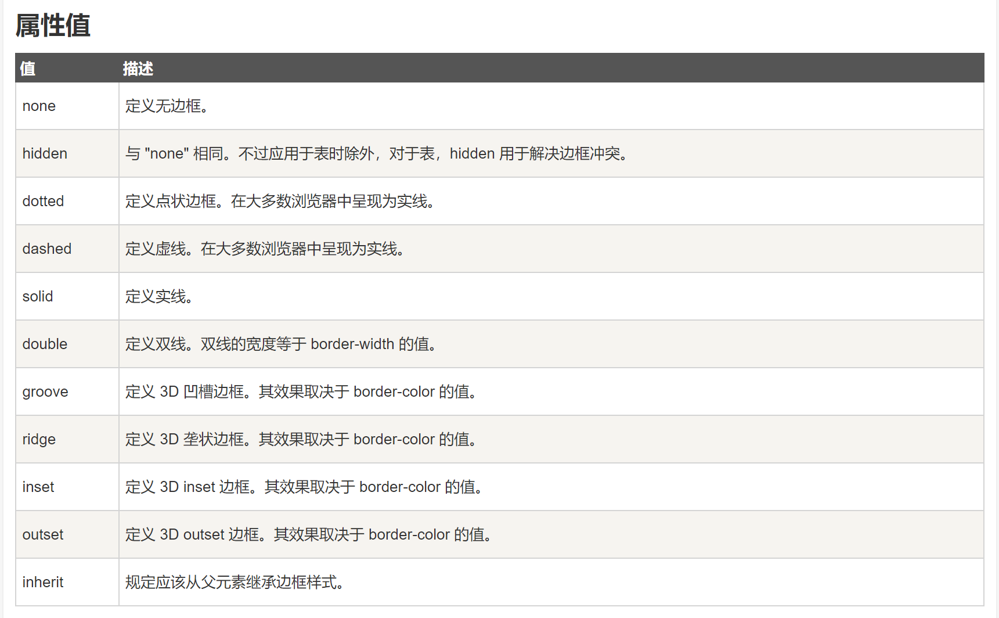 属性值
值 描述
none 定义无边框。
hidden 与 "none" 相同。不过应用于表时除外，对于表，hidden 用于解决边框冲突。
dotted 定义点状边框。在大多数浏览器中呈现为实线。
dashed 定义虚线。在大多数浏览器中呈现为实线。
solid 定义实线。
double 定义双线。双线的宽度等于 border-width 的值。
groove 定义 3D 凹槽边框。其效果取决于 border-color 的值。
ridge 定义 3D 垄状边框。其效果取决于 border-color 的值。
inset 定义 3D inset 边框。其效果取决于 border-color 的值。
outset 定义 3D outset 边框。其效果取决于 border-color 的值。
inherit 规定应该从父元素继承边框样式。